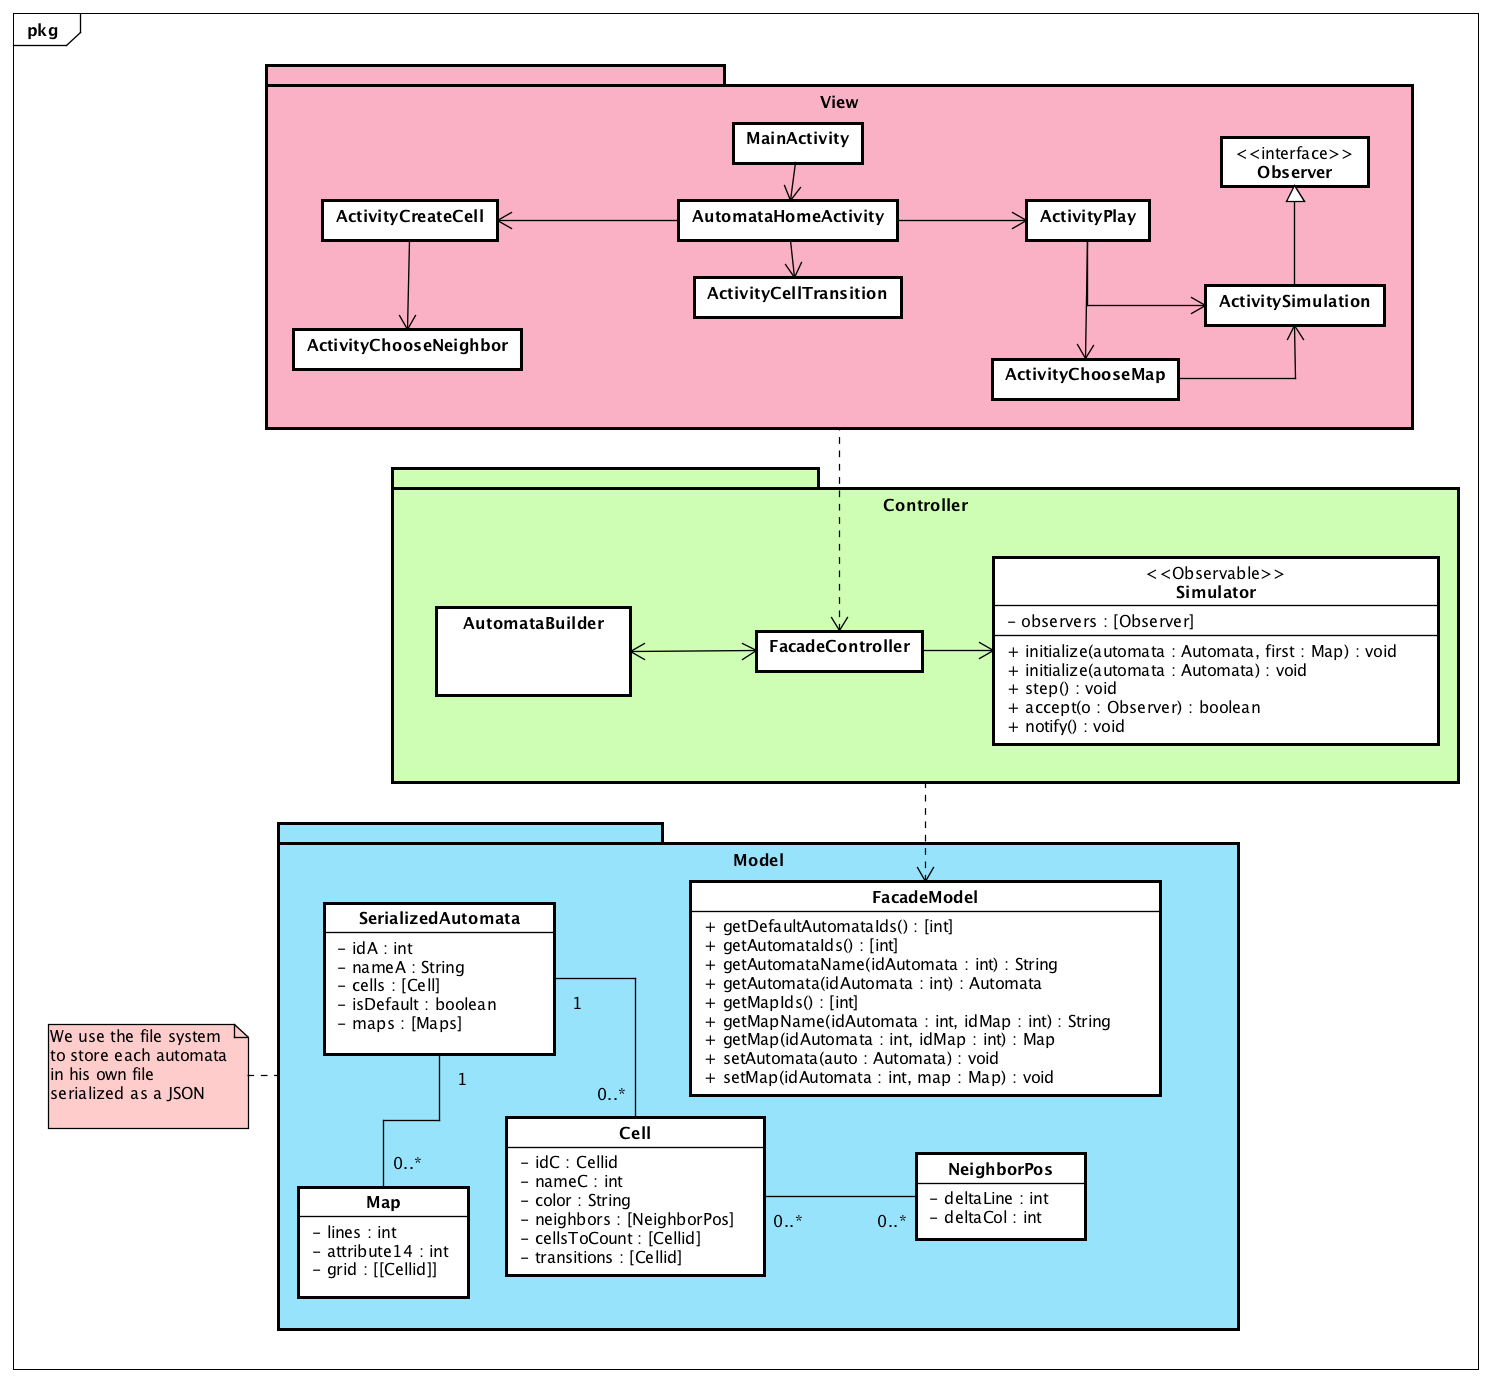 pkg
View
MainActivity
<<interface>>
Observer
ActivityCreateCell
AutomataHomeActivity
ActivityPlay
ActivityCellTransition
ActivitySimulation
ActivityChooseNeighbor
ActivityChooseMap
Controller
AutomataBuilder
FacadeController
<<Observable>>
Simulator
- observers : [Observer]
+ initialize(automata : Automata, first : Map) : void
+ initialize(automata : Automata) : void
+ step() : void
+ accept(o : Observer) : boolean
+ notify() : void
Model
SerializedAutomata
- idA : int
- nameA : String
- cells : [Cell]
- isDefault : boolean
- maps : [Maps]
FacadeModel
+ getDefaultAutomataIds() : [int]
+ getAutomataIds() : [int]
+ getAutomataName(idAutomata : int) : String
+ getAutomata(idAutomata : int) : Automata
+ getMapIds() : [int]
+ getMapName(idAutomata : int, idMap : int) : String
+ getMap(idAutomata : int, idMap : int) : Map
+ setAutomata(auto : Automata) : void
+ setMap(idAutomata : int, map : Map) : void
We use the file system
to store each automata
in his own file
serialized as a JSON
1
0..*
1
0..*
Map
- lines : int
- attribute14 : int
- grid : [[Cellid]]
Cell
- idC : Cellid
- nameC : int
- color : String
- neighbors : [NeighborPos]
- cellsToCount : [Cellid]
- transitions : [Cellid]
0..*
0..*
NeighborPos
- deltaLine : int
- deltaCol : int